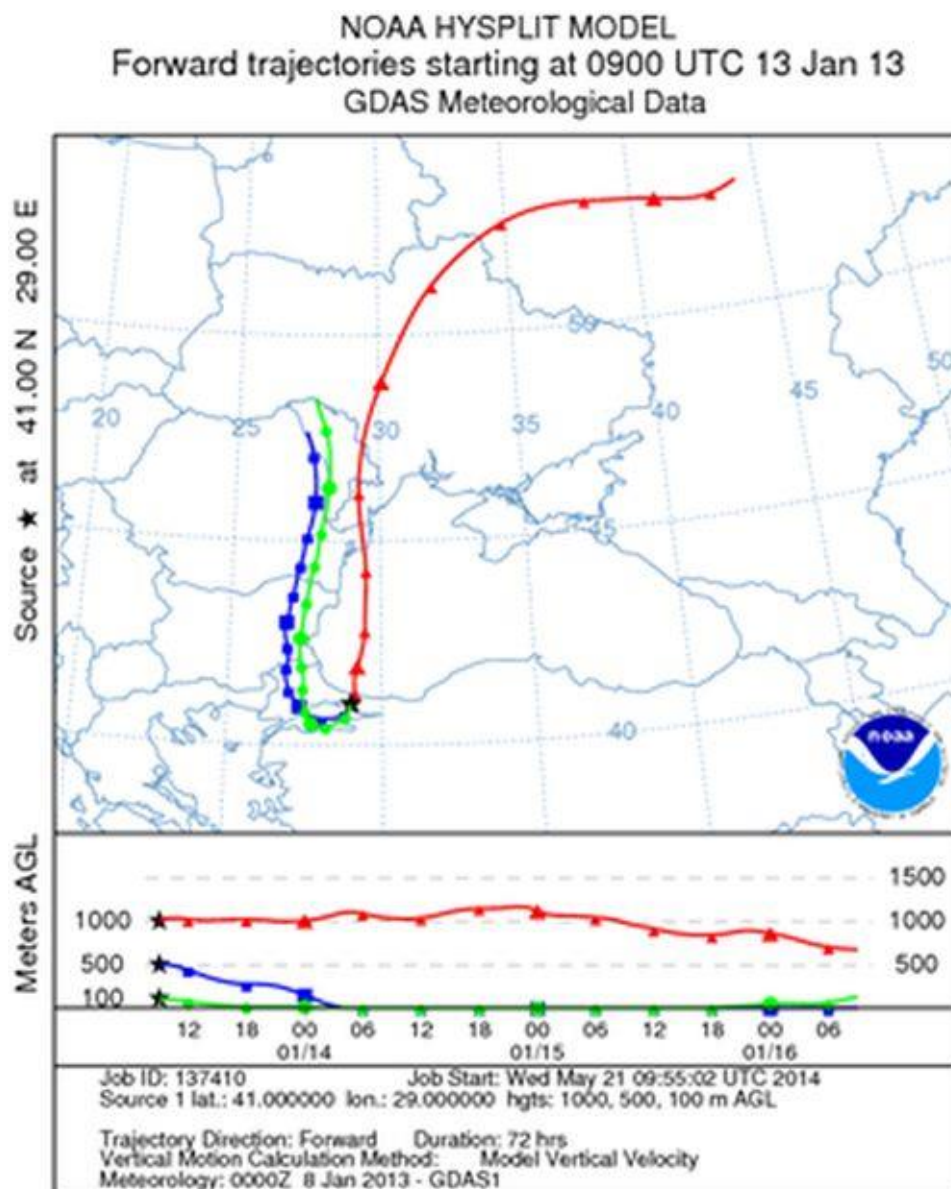 NOAA HYSPLIT MODEL
Forward trajectories starting at 0900 UTC 13 Jan 13
GDAS Meteorological Data
Source ★ at 41.00 N 29.00 E
55
50
20
25
30
35
40
45
45
40
noaa
Meters AGL
1500
1000
1000
500
500
100
12 18 00 06 12 18 00 06 12 18 00 06
01/14 01/15 01/16
Job ID: 137410 Job Start: Wed May 21 09:55:02 UTC 2014
Source 1 lat.: 41.000000 lon.: 29.000000 hgts: 1000, 500, 100 m AGL
Trajectory Direction: Forward Duration: 72 hrs
Vertical Motion Calculation Method: Model Vertical Velocity
Meteorology: 0000Z 8 Jan 2013 - GDAS1